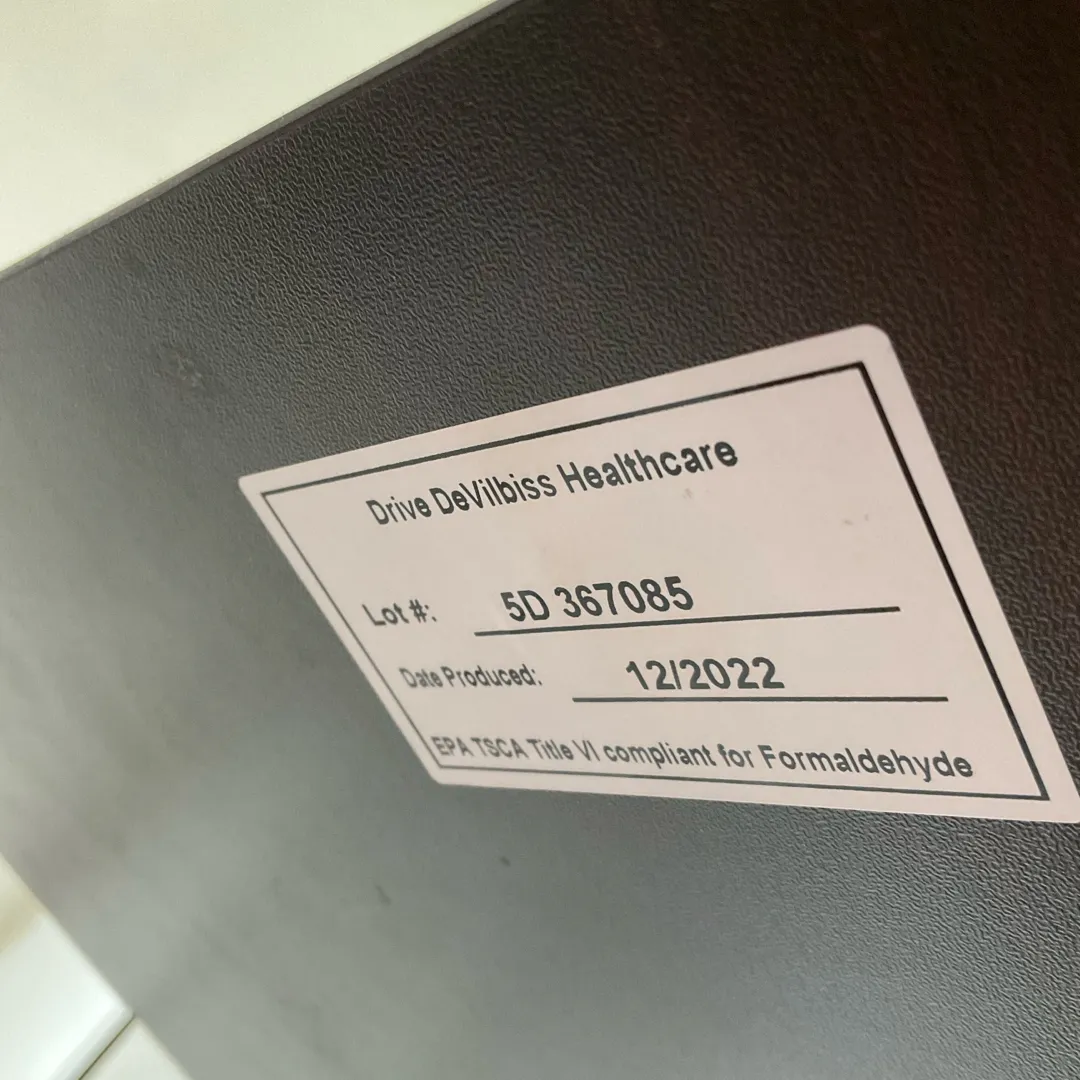 Drive DeVilbiss Healthcare
Lot #: 5D 367085
Date Produced: 12/2022
EPA TSCA Title VI compliant for Formaldehyde